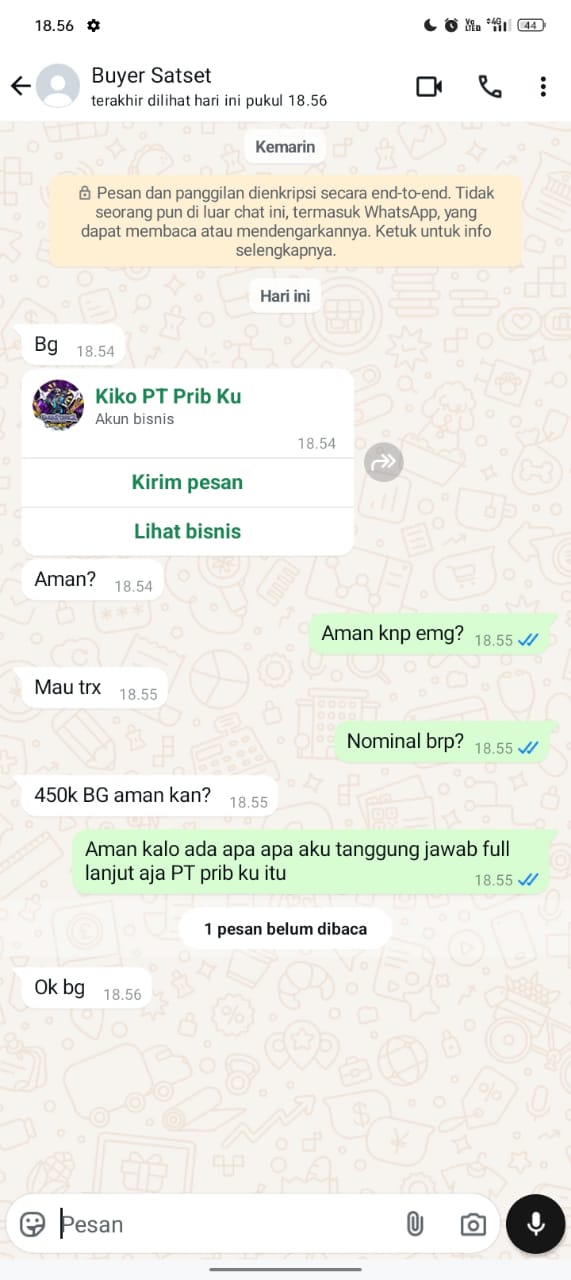 18.56
Vo LTED 4G 44
Buyer Satset
terakhir dilihat hari ini pukul 18.56
Kemarin
Pesan dan panggilan dienkripsi secara end-to-end. Tidak
seorang pun di luar chat ini, termasuk WhatsApp, yang
dapat membaca atau mendengarkannya. Ketuk untuk info
selengkapnya.
Hari ini
Bg 18.54
Kiko PT Prib Ku
Akun bisnis
18.54
Kirim pesan
Lihat bisnis
Aman? 18.54
Aman knp emg? 18.55
Mau trx 18.55
Nominal brp? 18.55
450k BG aman kan? 18.55
Aman kalo ada apa apa aku tanggung jawab full
lanjut aja PT prib ku itu 18.55
1 pesan belum dibaca
Ok bg 18.56
Pesan